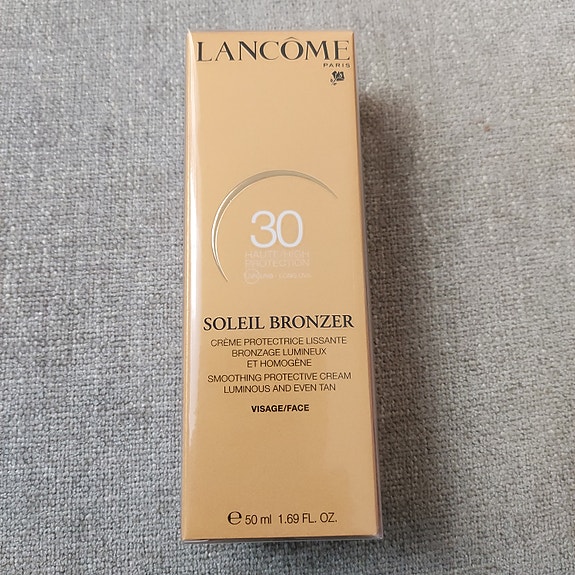 LANCÔME
PARIS
30
HAUTE-HIGH
PROTECTION
SOLEIL BRONZER
CRÈME PROTECTRICE LISSANTE
BRONZAGE LUMINEUX
ET HOMOGÈNE
SMOOTHING PROTECTIVE CREAM
LUMINOUS AND EVEN TAN
VISAGE/FACE
℮ 50 ml 1.69 FL. OZ.